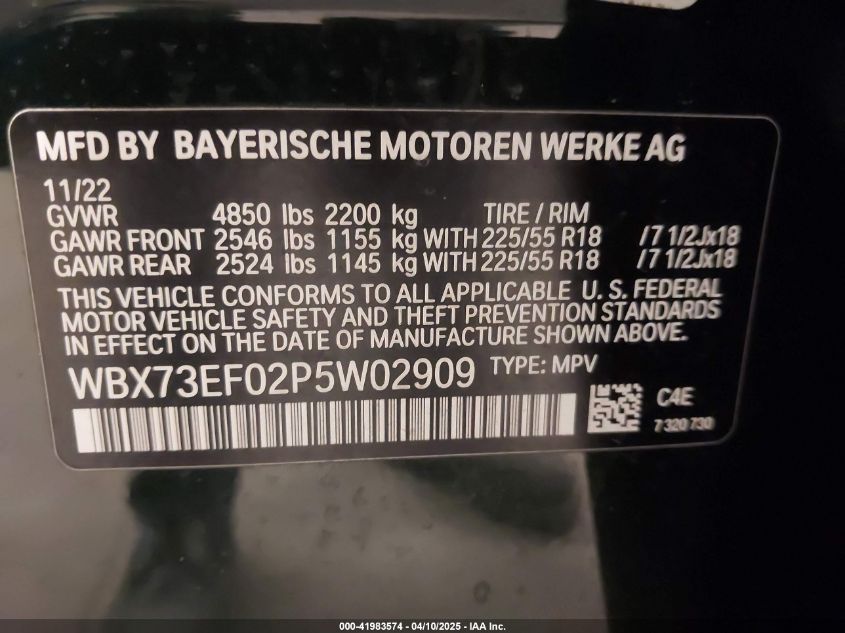 MFD BY BAYERISCHE MOTOREN WERKE AG
11/22
GVWR 4850 lbs 2200 kg TIRE / RIM
GAWR FRONT 2546 lbs 1155 kg WITH 225/55 R18 /7 1/2Jx18
GAWR REAR 2524 lbs 1145 kg WITH 225/55 R18 /7 1/2Jx18
THIS VEHICLE CONFORMS TO ALL APPLICABLE U. S. FEDERAL
MOTOR VEHICLE SAFETY AND THEFT PREVENTION STANDARDS
IN EFFECT ON THE DATE OF MANUFACTURE SHOWN ABOVE.
WBX73EF02P5W02909 TYPE: MPV
C4E
7 320 730
000-41983574 - 04/10/2025 - IAA Inc.